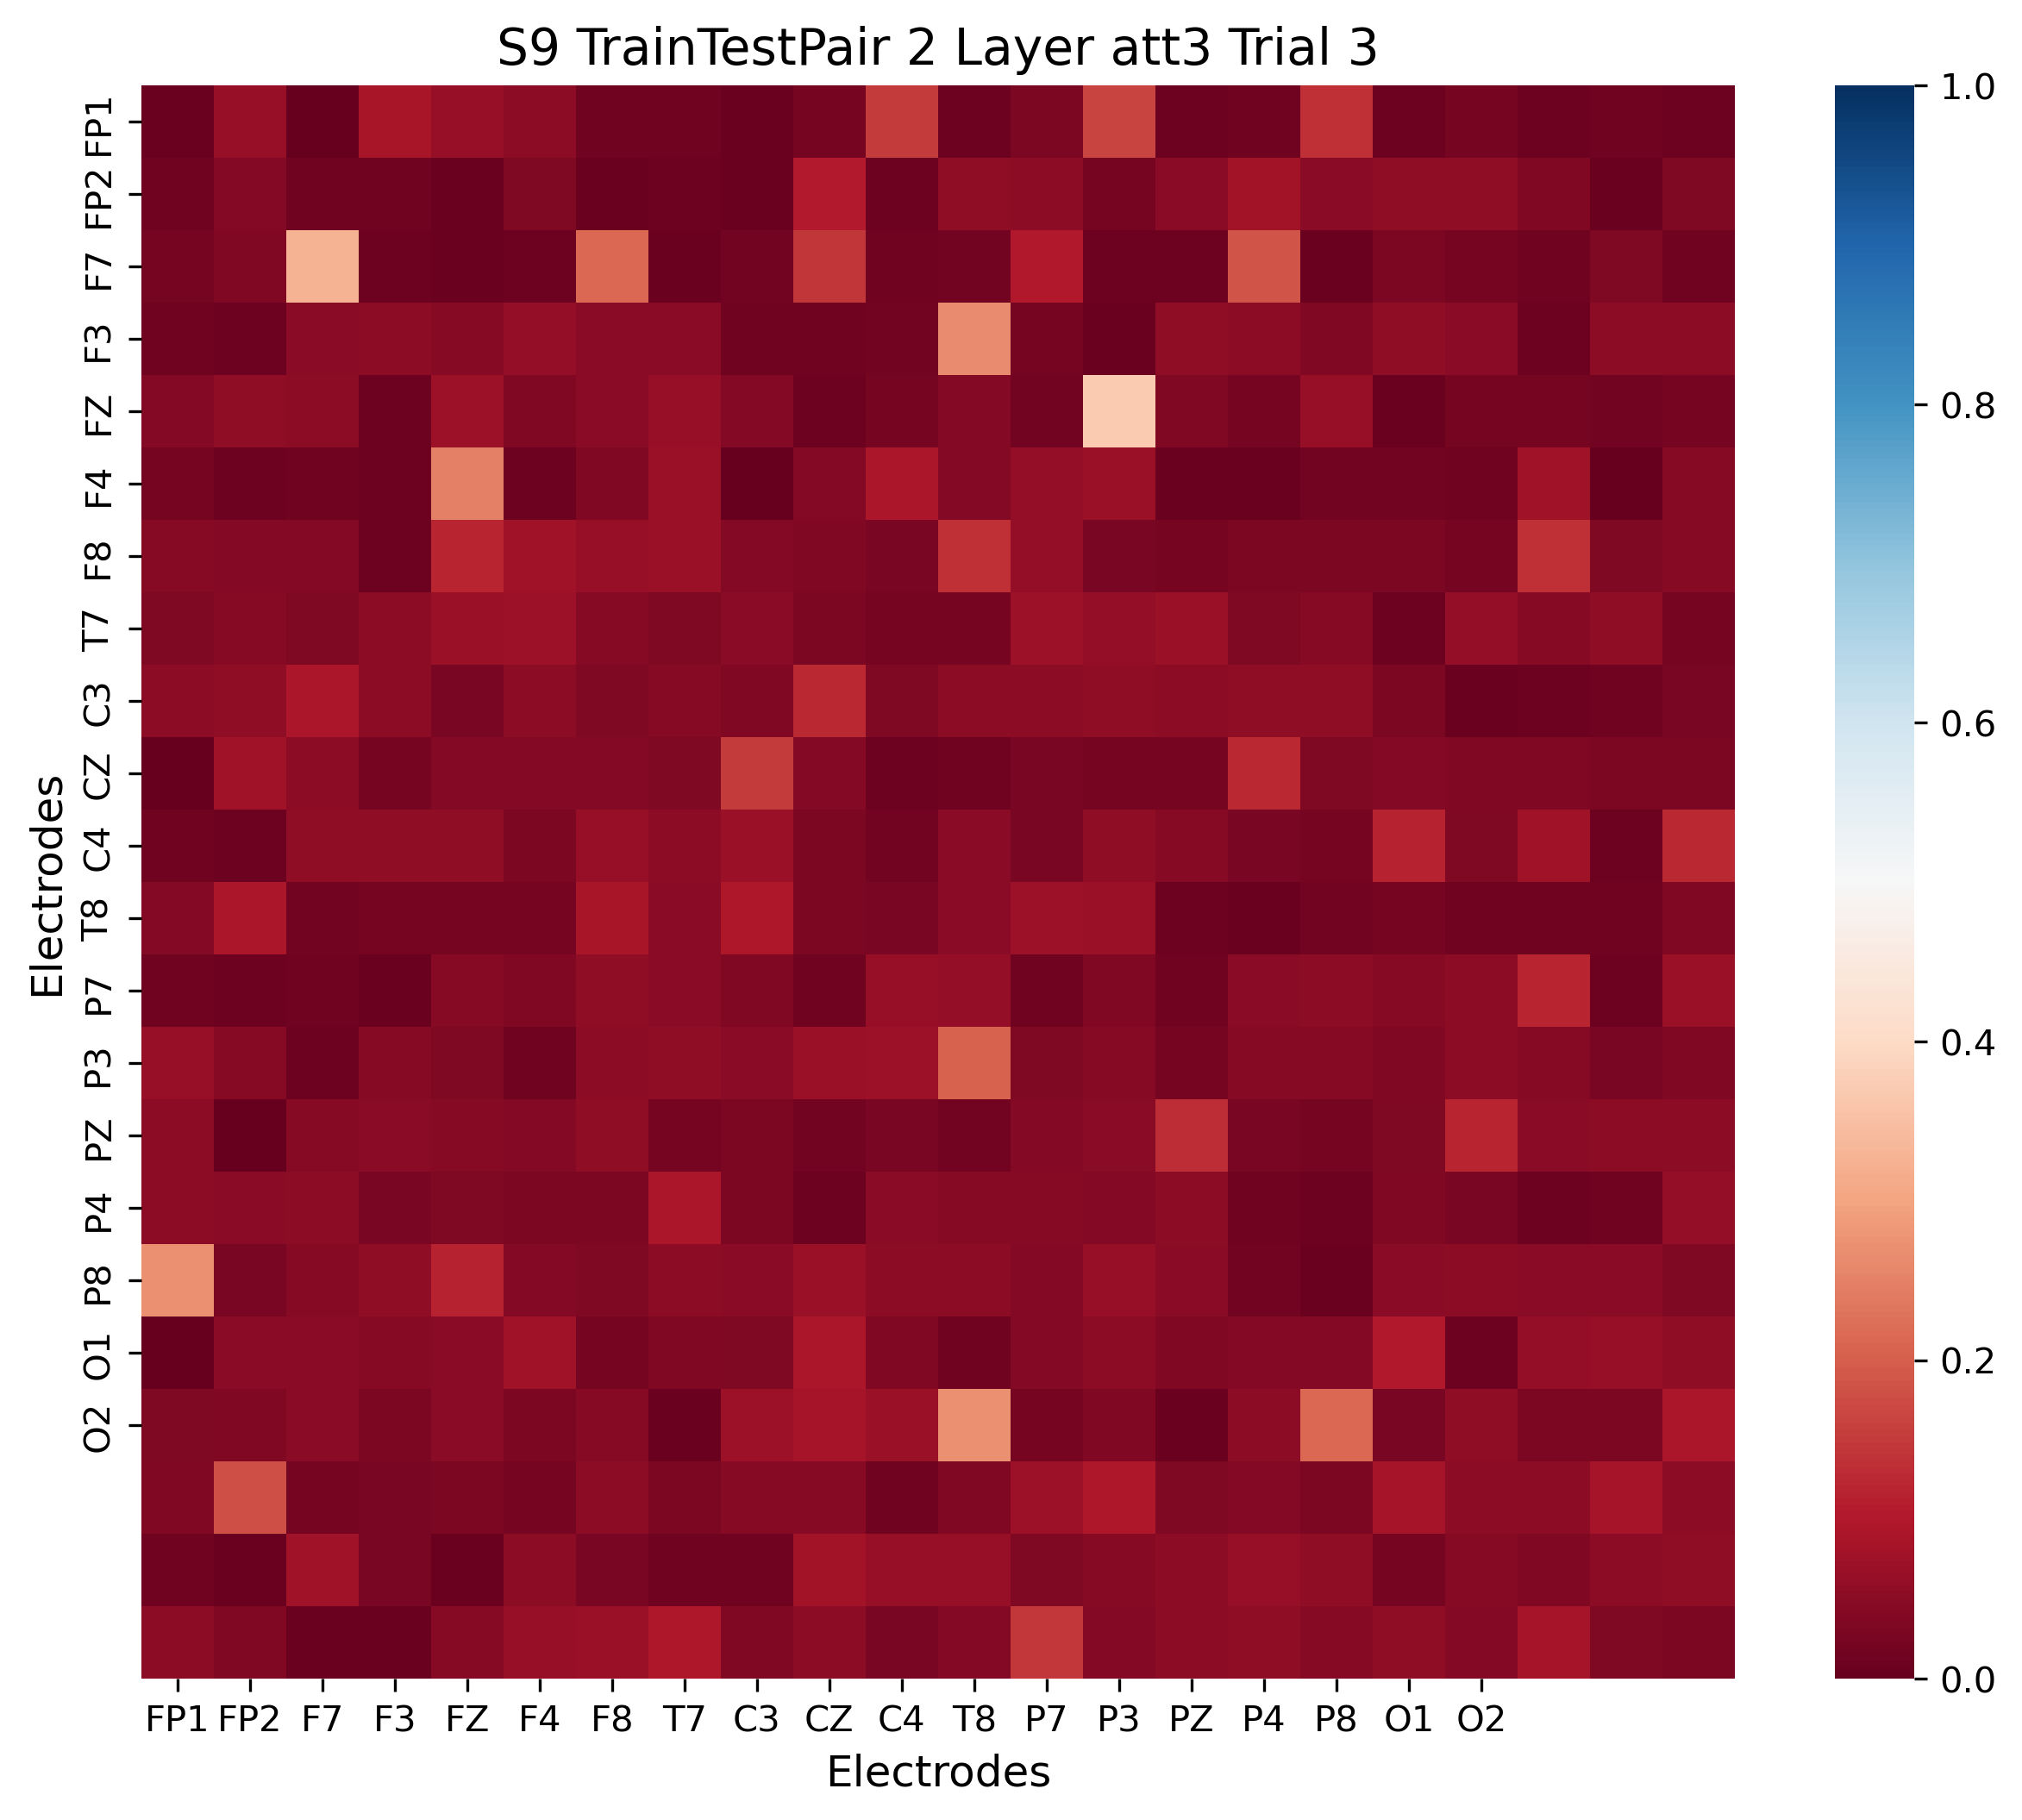 S9 TrainTestPair 2 Layer att3 Trial 3
Electrodes
FP1
FP2
F7
F3
FZ
F4
F8
T7
C3
CZ
C4
T8
P7
P3
PZ
P4
P8
O1
O2
FP1 FP2 F7 F3 FZ F4 F8 T7 C3 CZ C4 T8 P7 P3 PZ P4 P8 O1 O2
Electrodes
1.0
0.8
0.6
0.4
0.2
0.0